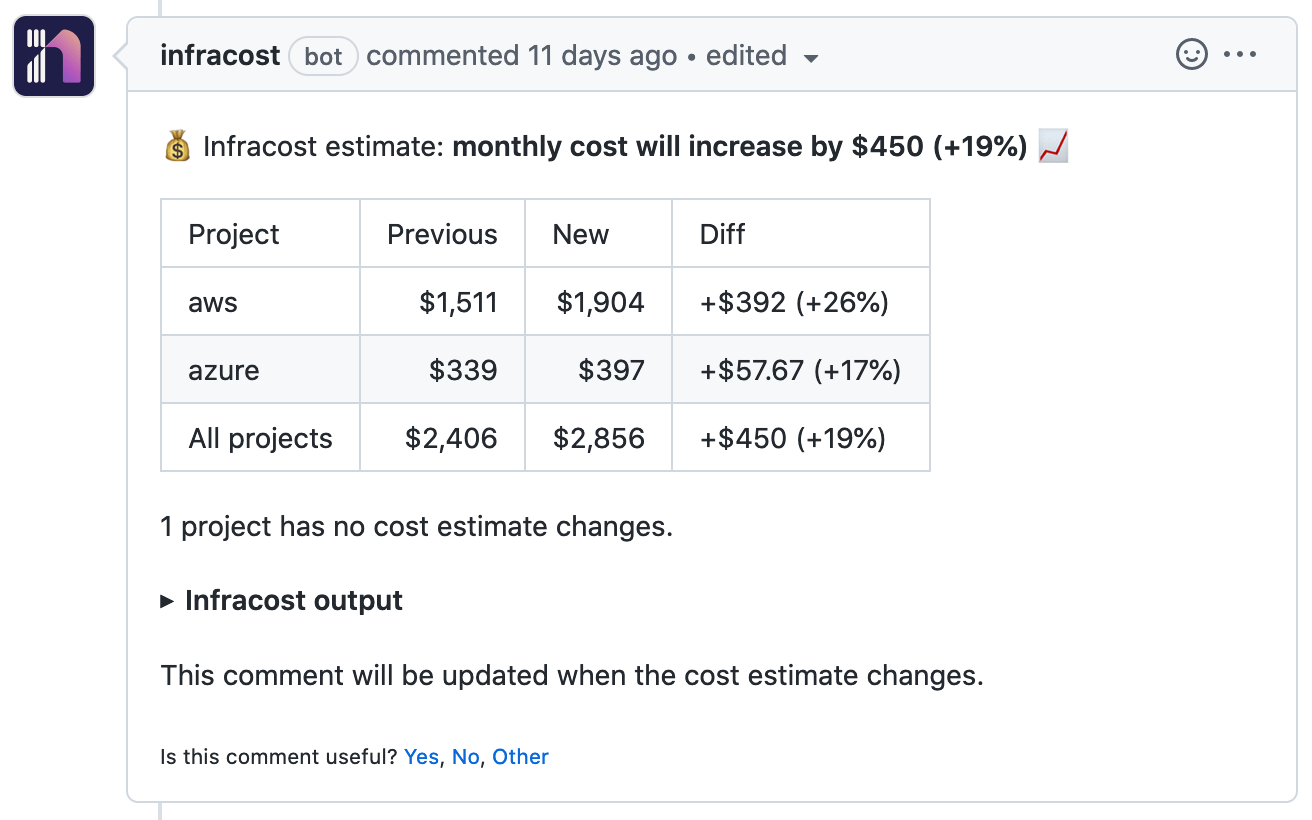 infracost bot commented 11 days ago • edited
💰 Infracost estimate: monthly cost will increase by $450 (+19%) 📈
Project Previous New Diff
aws $1,511 $1,904 +$392 (+26%)
azure $339 $397 +$57.67 (+17%)
All projects $2,406 $2,856 +$450 (+19%)
1 project has no cost estimate changes.
▶ Infracost output
This comment will be updated when the cost estimate changes.
Is this comment useful? Yes, No, Other